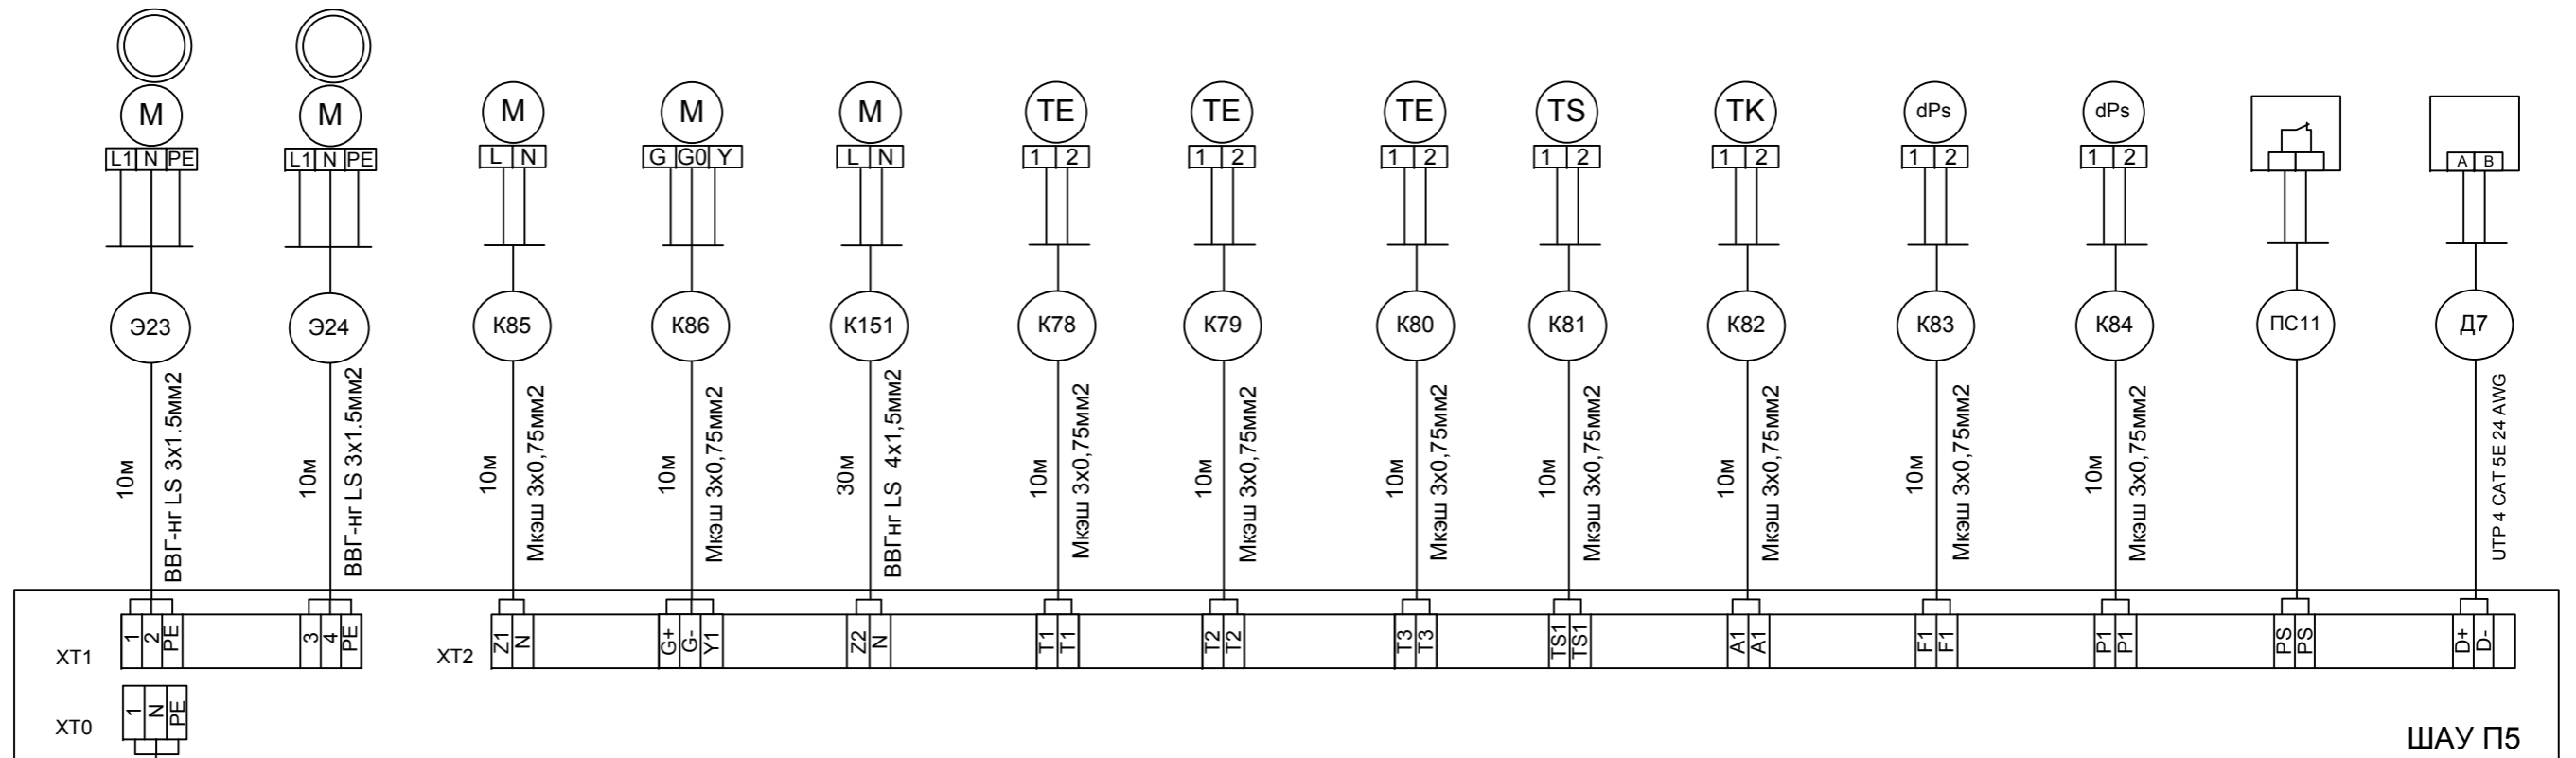 M M M M M TE TE TE TS TK dPs dPs
L1 N PE L1 N PE L N G G0 Y L N 1 2 1 2 1 2 1 2 1 2 1 2 1 2 A B
Э23 Э24 К85 К86 К151 К78 К79 К80 К81 К82 К83 К84 ПС11 Д7
10м
ВВГ-нг LS 3х1.5мм2
10м
ВВГ-нг LS 3х1.5мм2
10м
Мкэш 3х0,75мм2
10м
Мкэш 3х0,75мм2
30м
ВВГнг LS 4х1,5мм2
10м
Мкэш 3х0,75мм2
10м
Мкэш 3х0,75мм2
10м
Мкэш 3х0,75мм2
10м
Мкэш 3х0,75мм2
10м
Мкэш 3х0,75мм2
10м
Мкэш 3х0,75мм2
10м
Мкэш 3х0,75мм2
UTP 4 CAT 5E 24 AWG
XT1 1 2 PE 3 4 PE XT2 Z1 N G+ G- Y1 Z2 N T1 T1 T2 T2 T3 T3 TS1 TS1 A1 A1 F1 F1 P1 P1 PS PS D+ D-
XT0 1 N PE
ШАУ П5